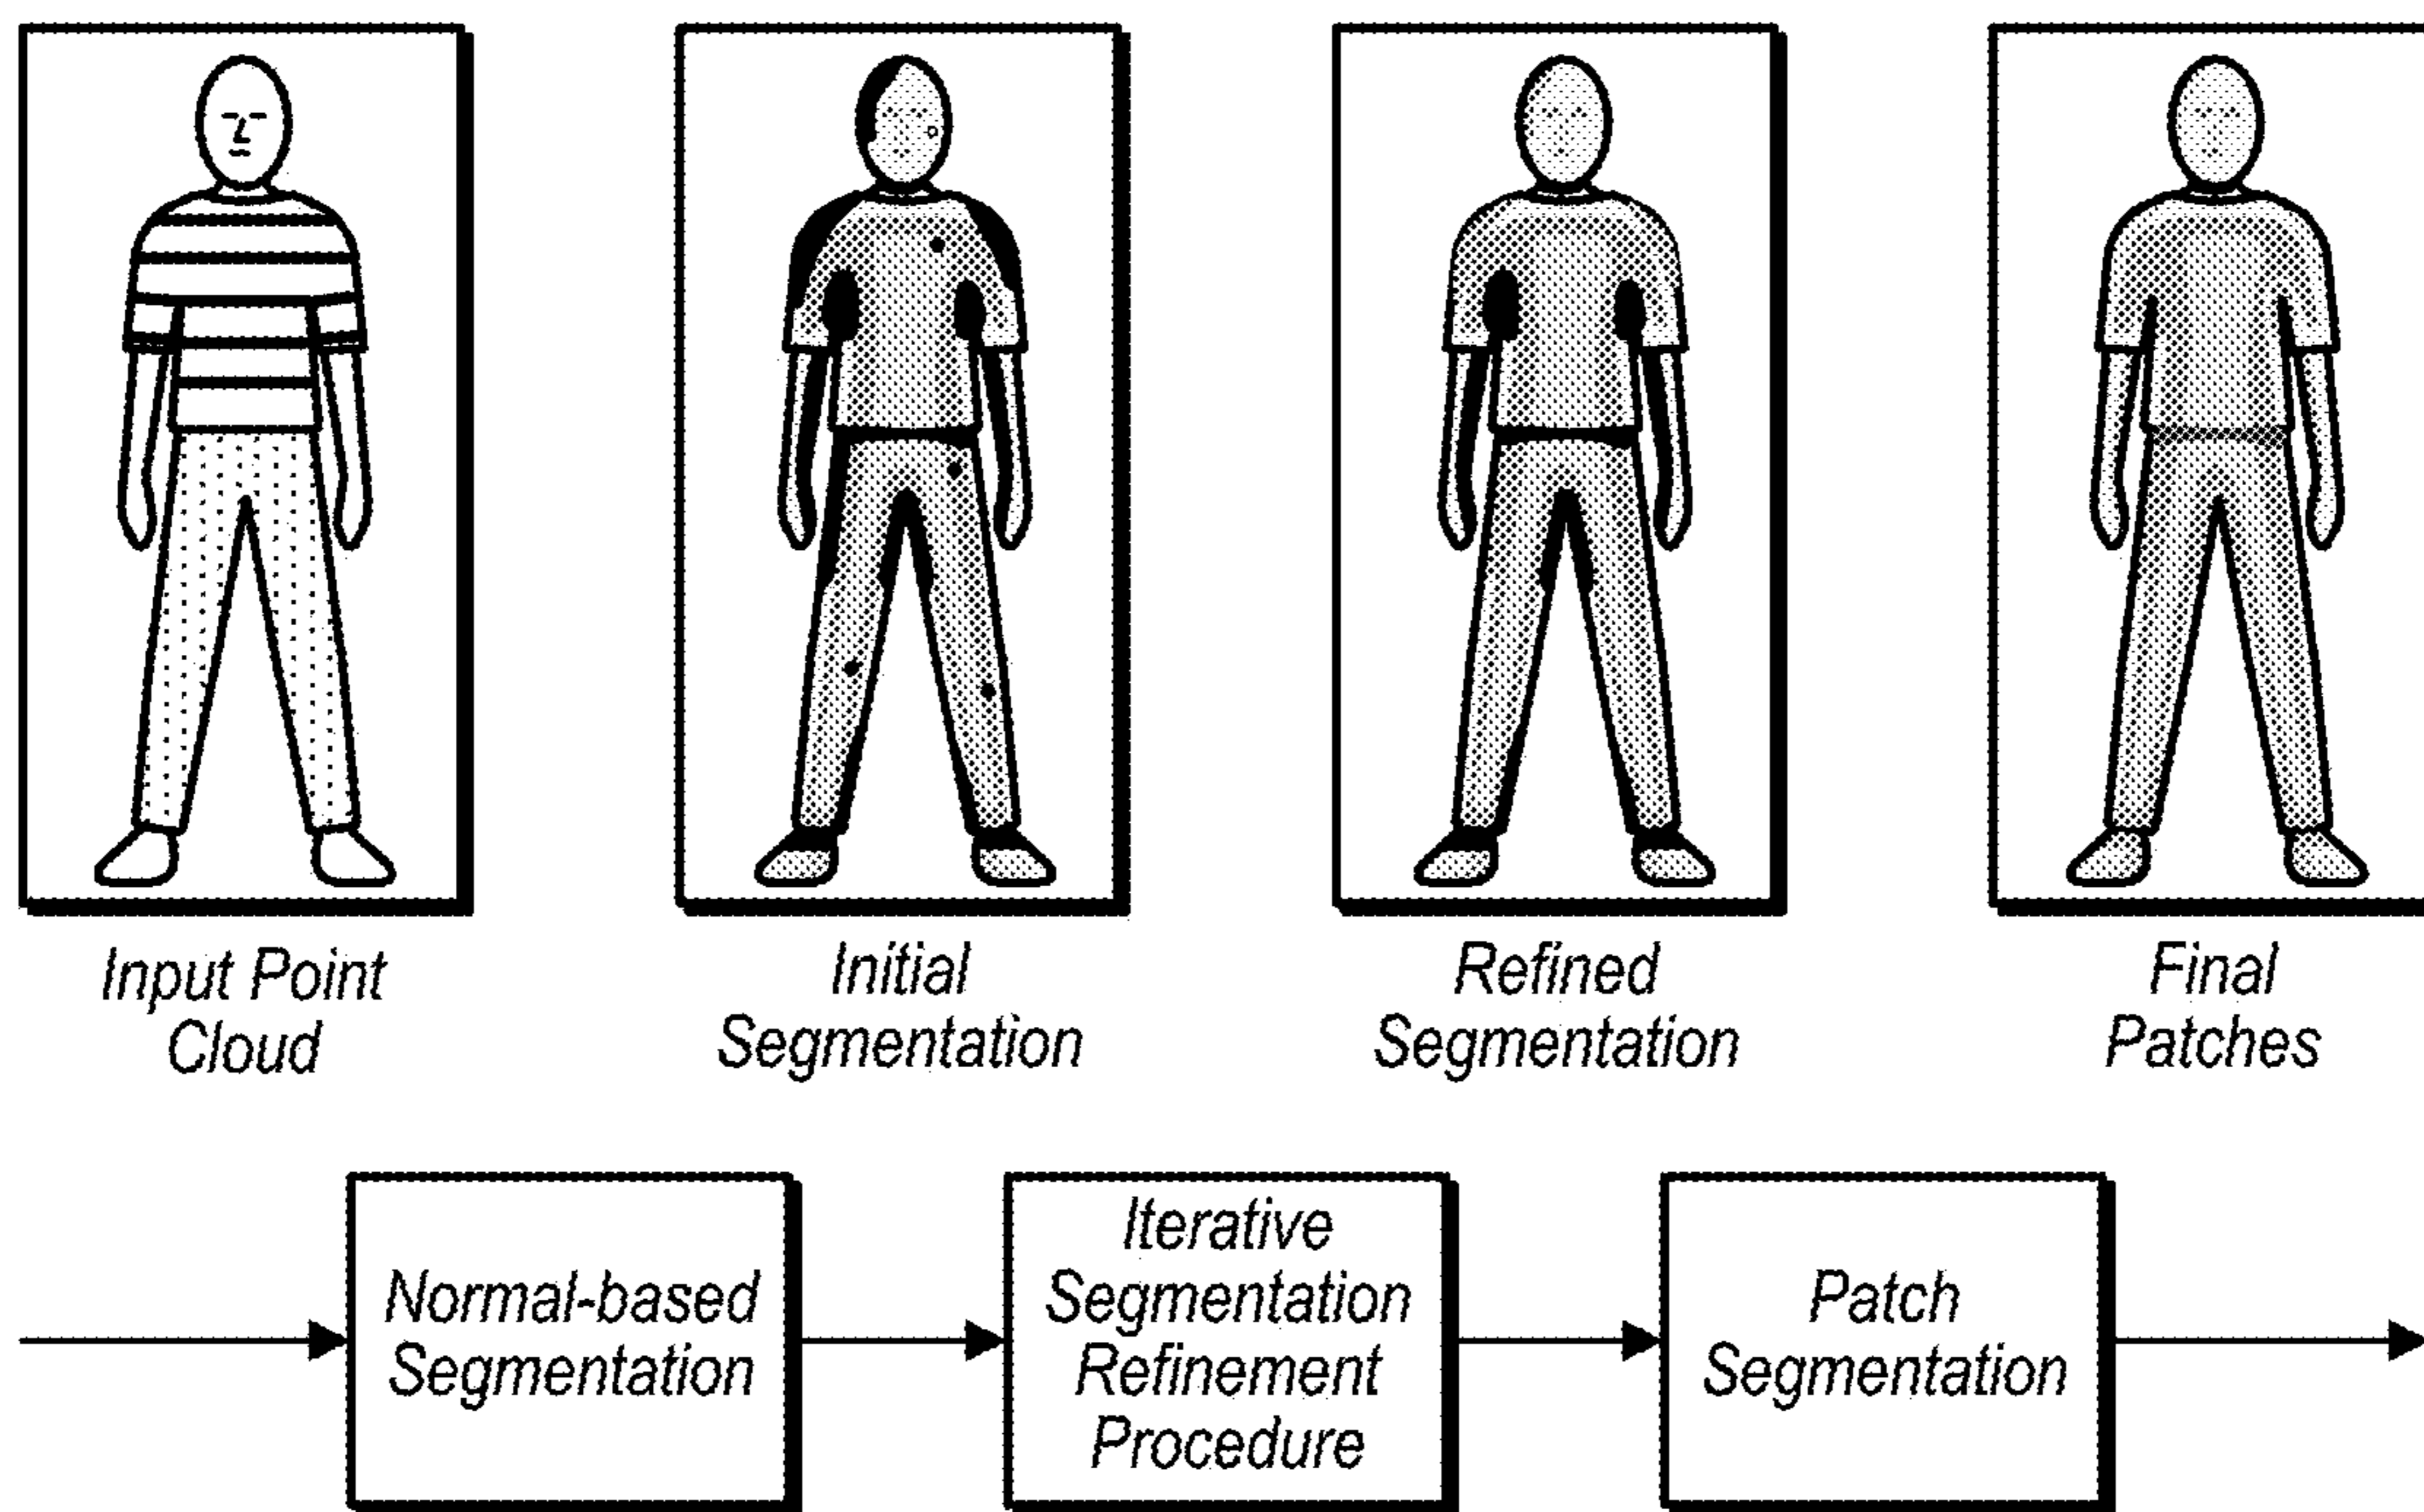 Input Point
Cloud
Initial
Segmentation
Refined
Segmentation
Final
Patches
Normal-based
Segmentation
Iterative
Segmentation
Refinement
Procedure
Patch
Segmentation